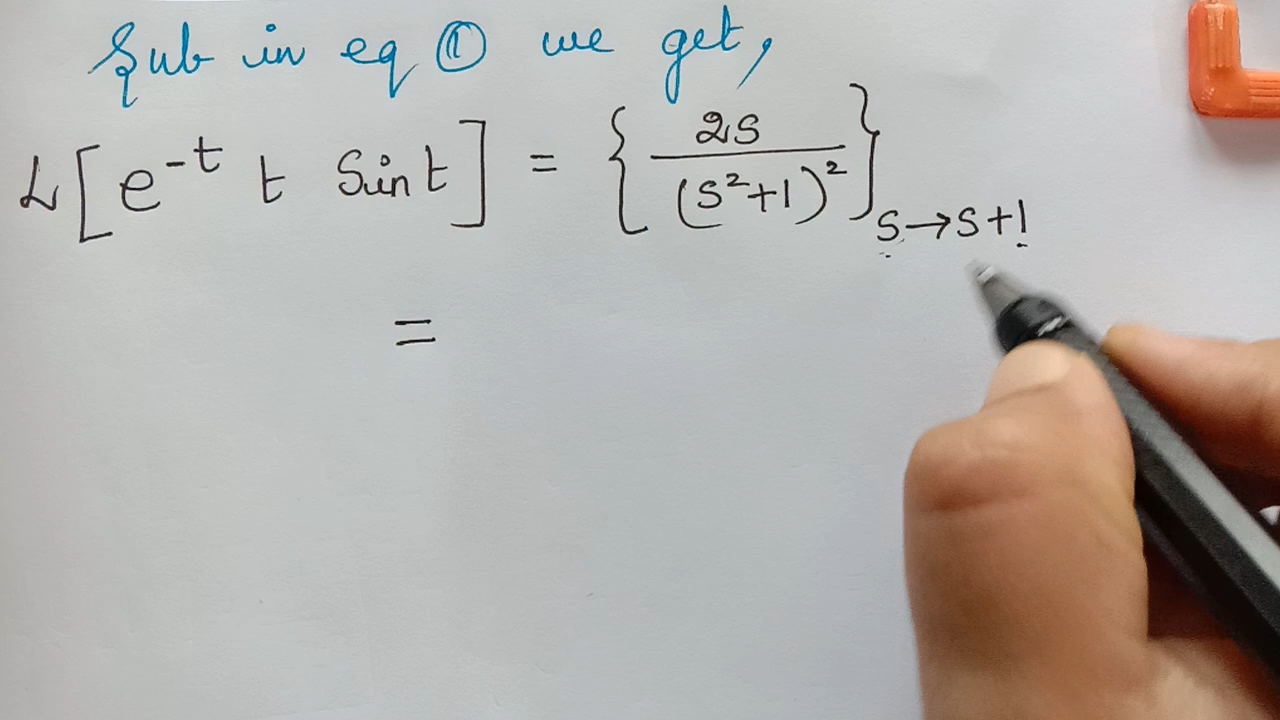 Sub in eq ① we get,
L[e^-t t Sin t] = {2s/(s²+1)²}s→s+1
=